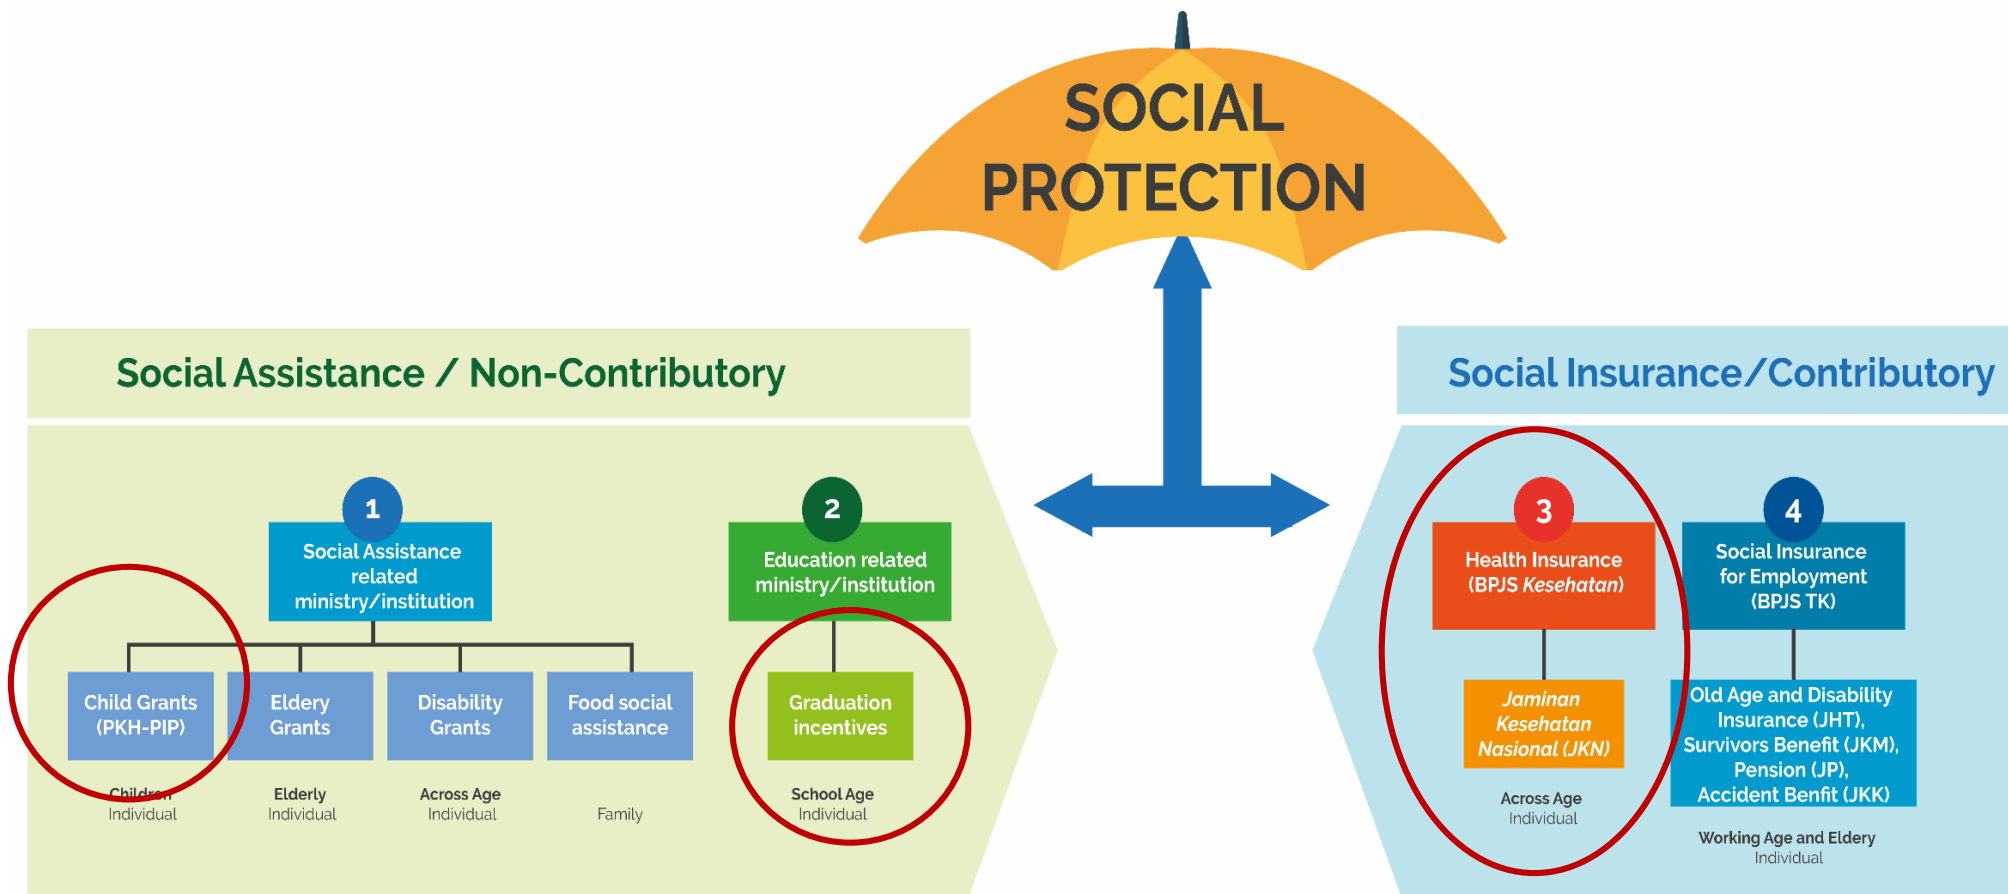 SOCIAL
PROTECTION
Social Assistance / Non-Contributory
1
Social Assistance
related
ministry/institution
Child Grants
(PKH-PIP)
Children
Individual
Eldery
Grants
Elderly
Individual
Disability
Grants
Across Age
Individual
Food social
assistance
Family
2
Education related
ministry/institution
Graduation
incentives
School Age
Individual
Social Insurance/Contributory
3
Health Insurance
(BPJS Kesehatan)
Jaminan
Kesehatan
Nasional (JKN)
Across Age
Individual
4
Social Insurance
for Employment
(BPJS TK)
Old Age and Disability
Insurance (JHT),
Survivors Benefit (JKM),
Pension (JP),
Accident Benfit (JKK)
Working Age and Eldery
Individual